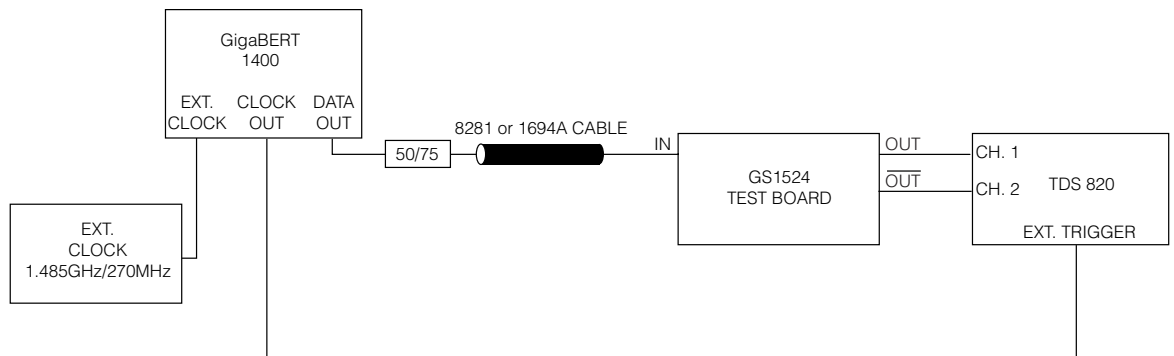 GigaBERT
1400
EXT.
CLOCK
CLOCK
OUT
DATA
OUT
8281 or 1694A CABLE
50/75
IN
GS1524
TEST BOARD
OUT
OUT
CH. 1
CH. 2
TDS 820
EXT. TRIGGER
EXT.
CLOCK
1.485GHz/270MHz